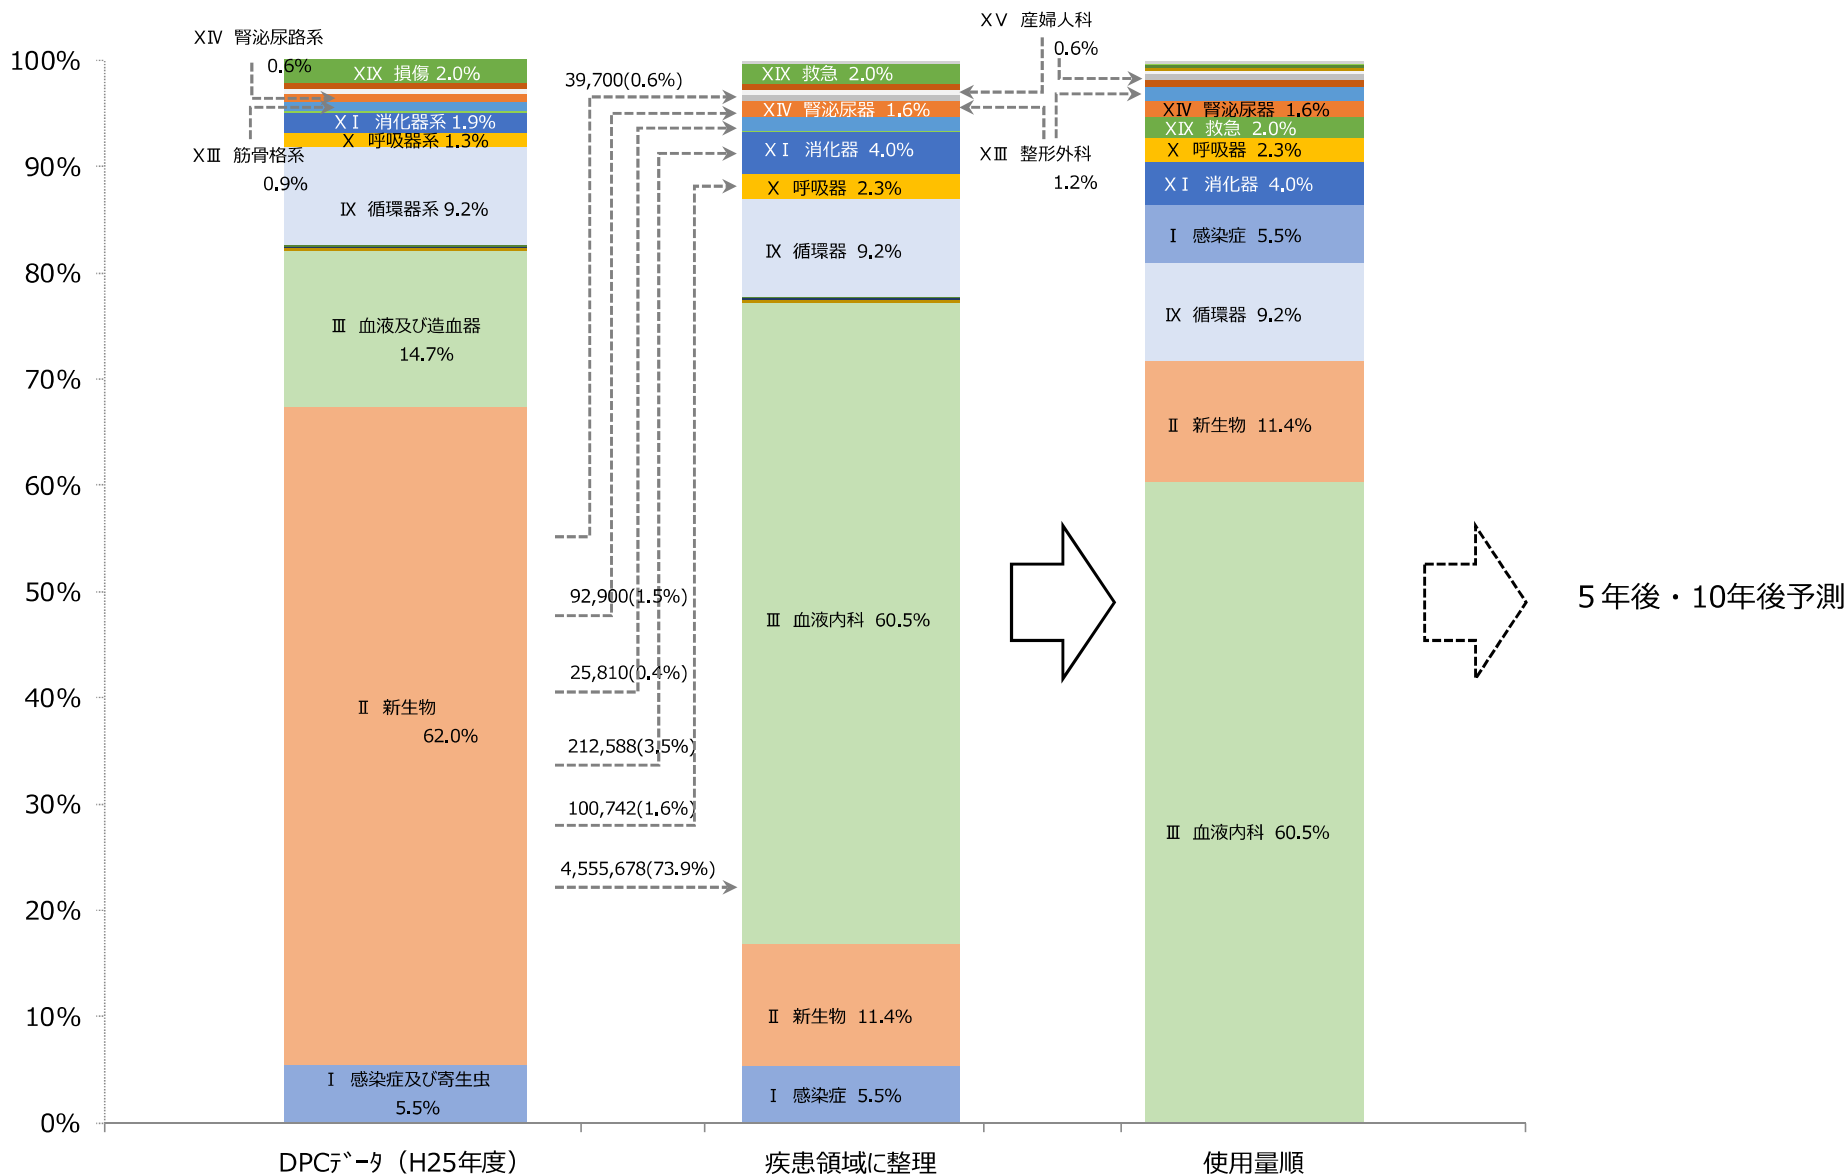 100%
90%
80%
70%
60%
50%
40%
30%
20%
10%
0%
XⅣ 腎泌尿路系
0.6%
XⅢ 筋骨格系
0.9%
XⅨ 損傷 2.0%
XⅠ 消化器系 1.9%
X 呼吸器系 1.3%
Ⅸ 循環器系 9.2%
Ⅲ 血液及び造血器
14.7%
Ⅱ 新生物
62.0%
Ⅰ 感染症及び寄生虫
5.5%
39,700(0.6%)
92,900(1.5%)
25,810(0.4%)
212,588(3.5%)
100,742(1.6%)
4,555,678(73.9%)
XⅨ 救急 2.0%
XⅣ 腎泌尿器 1.6%
XⅠ 消化器 4.0%
X 呼吸器 2.3%
Ⅸ 循環器 9.2%
Ⅲ 血液内科 60.5%
Ⅱ 新生物 11.4%
Ⅰ 感染症 5.5%
XⅤ 産婦人科
0.6%
XⅢ 整形外科
1.2%
XⅣ 腎泌尿器 1.6%
XⅨ 救急 2.0%
X 呼吸器 2.3%
XⅠ 消化器 4.0%
Ⅰ 感染症 5.5%
Ⅸ 循環器 9.2%
Ⅱ 新生物 11.4%
Ⅲ 血液内科 60.5%
5年後・10年後予測
DPCﾃﾞｰﾀ（H25年度）
疾患領域に整理
使用量順